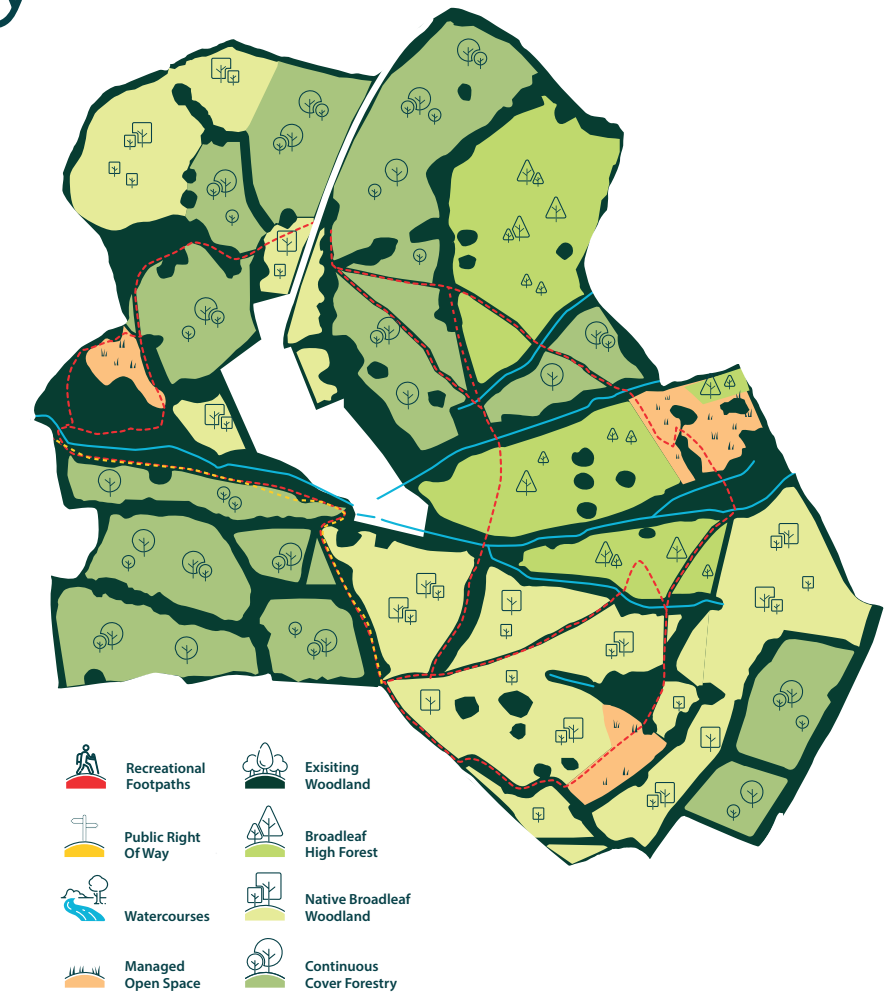 Recreational
Footpaths
Exisiting
Woodland
Public Right
Of Way
Broadleaf
High Forest
Watercourses
Native Broadleaf
Woodland
Managed
Open Space
Continuous
Cover Forestry